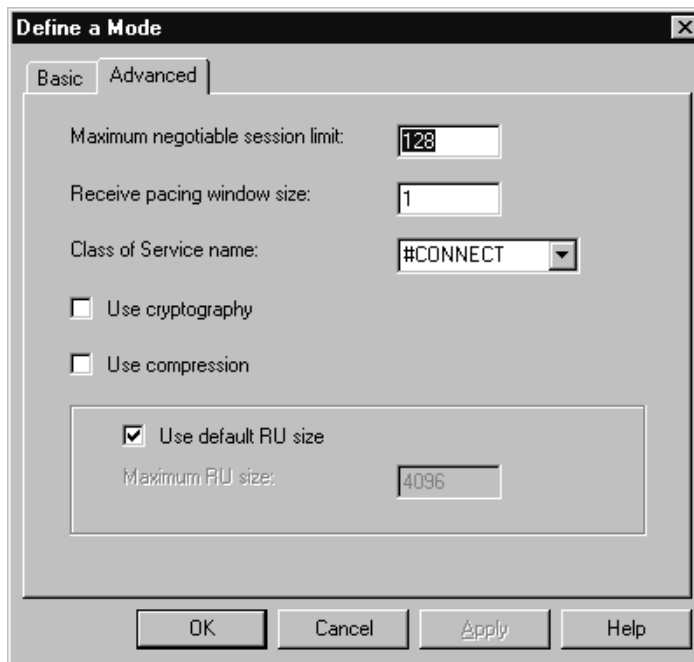 Define a Mode
Basic Advanced
Maximum negotiable session limit: 128
Receive pacing window size: 1
Class of Service name: #CONNECT
Use cryptography
Use compression
Use default RU size
Maximum RU size: 4096
OK Cancel Apply Help